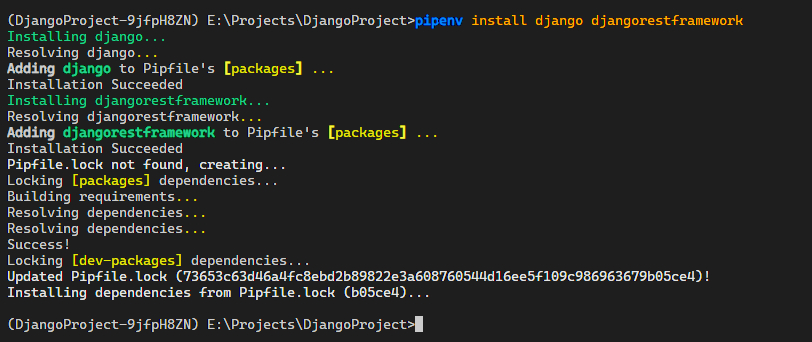 (DjangoProject-9jfpH8ZN) E:\Projects\DjangoProject>pipenv install django djangorestframework
Installing django...
Resolving django...
Adding django to Pipfile's [packages] ...
Installation Succeeded
Installing djangorestframework...
Resolving djangorestframework...
Adding djangorestframework to Pipfile's [packages] ...
Installation Succeeded
Pipfile.lock not found, creating...
Locking [packages] dependencies...
Building requirements...
Resolving dependencies...
Resolving dependencies...
Success!
Locking [dev-packages] dependencies...
Updated Pipfile.lock (73653c63d46a4fc8ebd2b89822e3a608760544d16ee5f109c986963679b05ce4)!
Installing dependencies from Pipfile.lock (b05ce4)...
(DjangoProject-9jfpH8ZN) E:\Projects\DjangoProject>